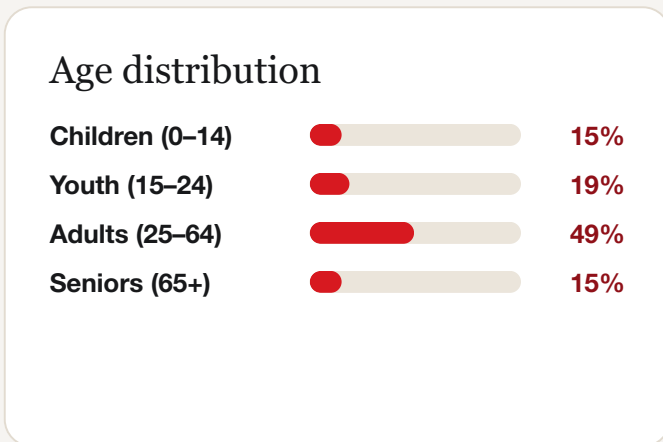 Age distribution
Children (0–14) 15%
Youth (15–24) 19%
Adults (25–64) 49%
Seniors (65+) 15%